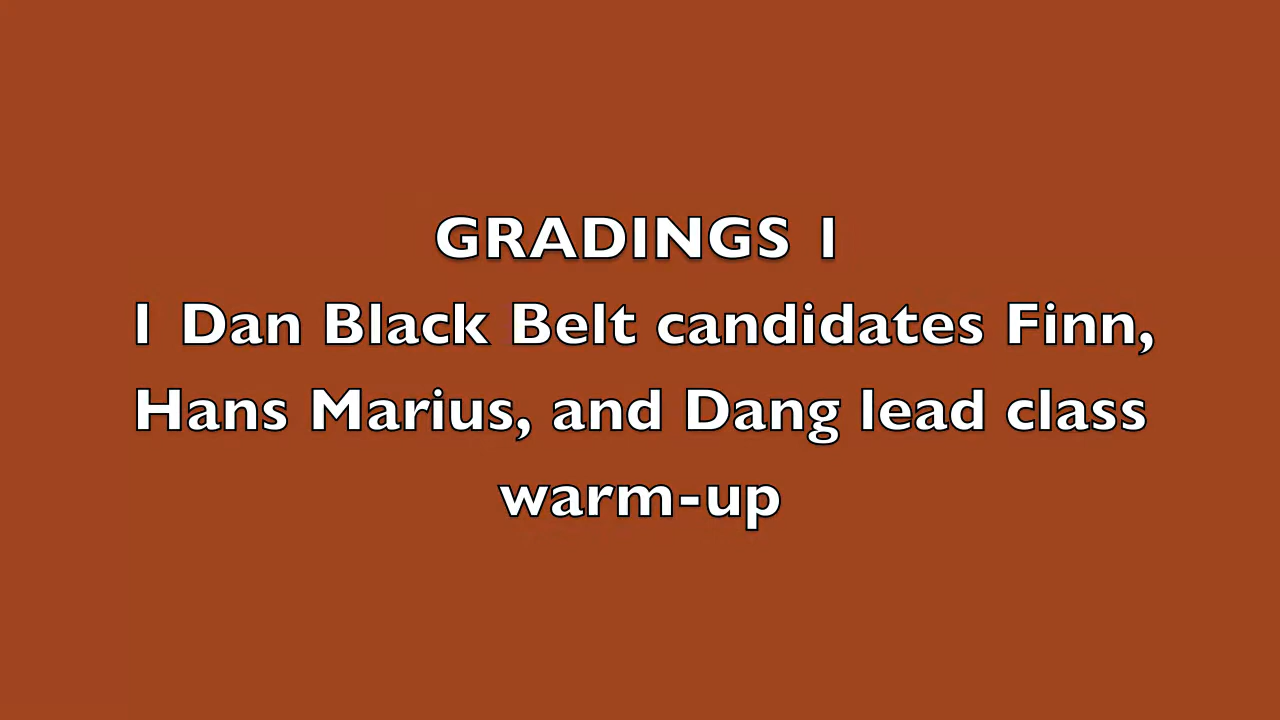 GRADINGS 1
1 Dan Black Belt candidates Finn,
Hans Marius, and Dang lead class
warm-up